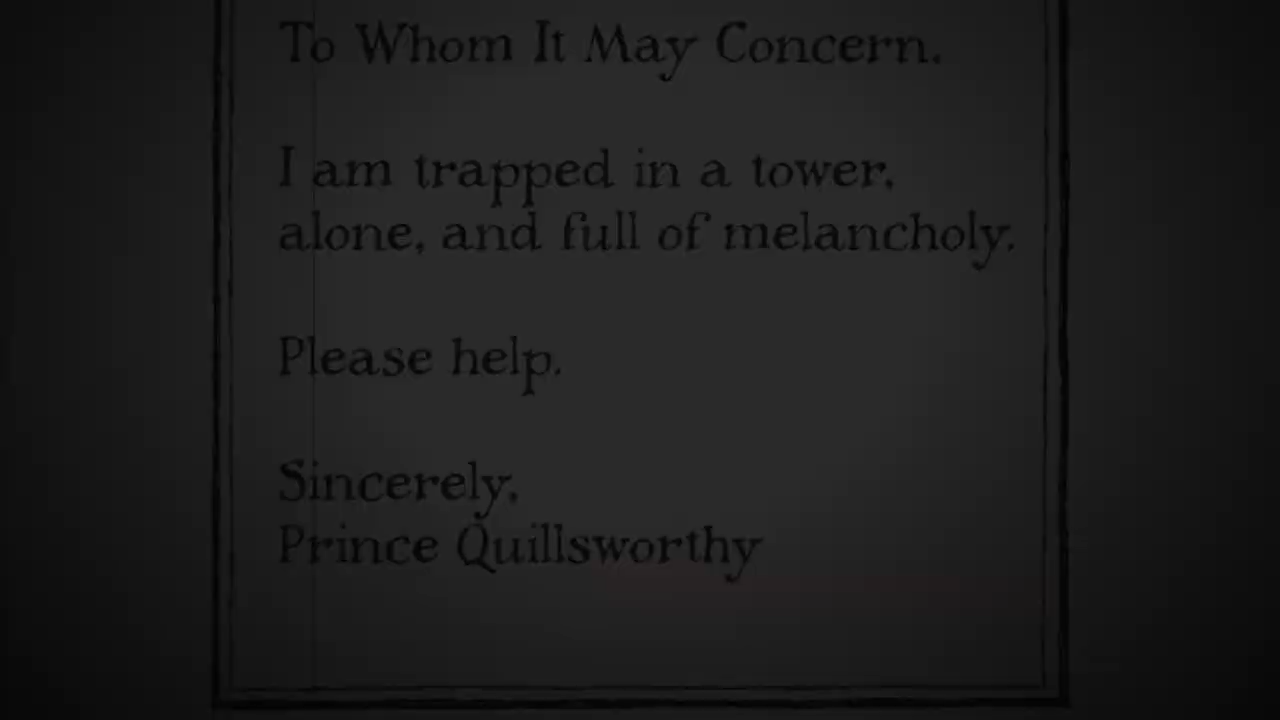 To Whom It May Concern,
I am trapped in a tower,
alone, and full of melancholy.
Please help.
Sincerely,
Prince Quillsworthy